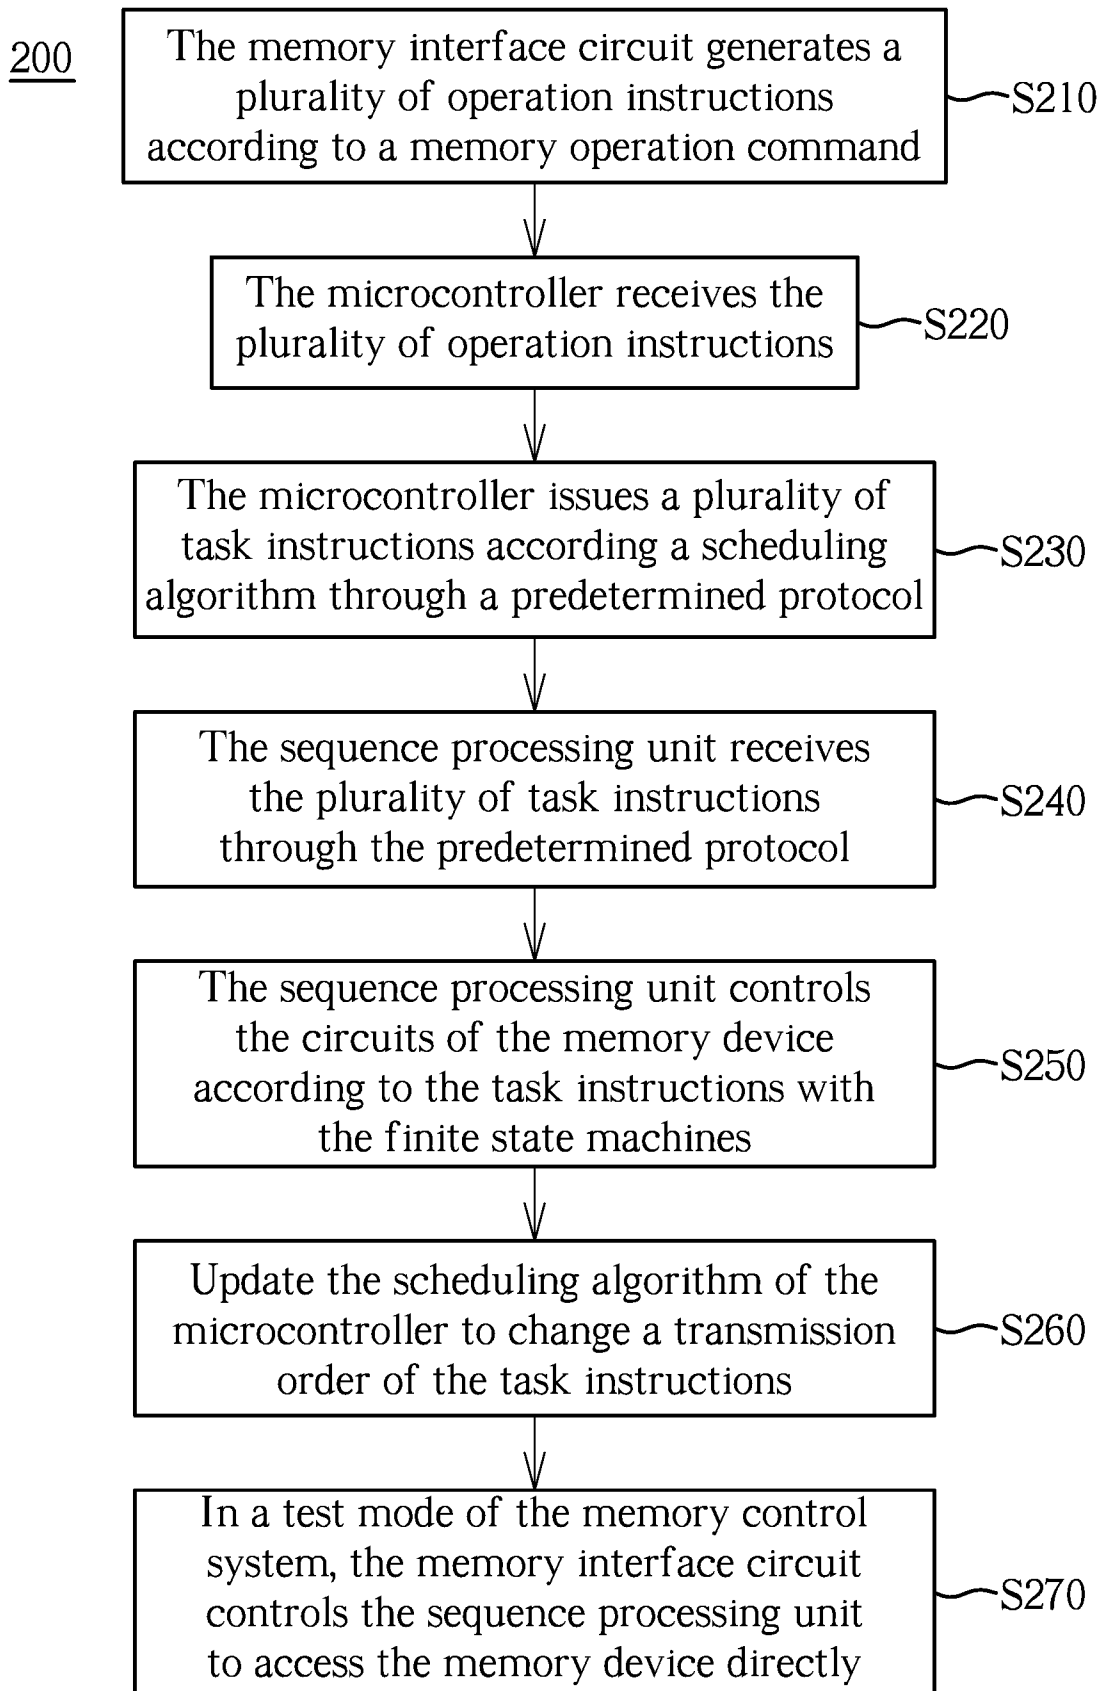 200
The memory interface circuit generates a
plurality of operation instructions
according to a memory operation command
S210
The microcontroller receives the
plurality of operation instructions
S220
The microcontroller issues a plurality of
task instructions according a scheduling
algorithm through a predetermined protocol
S230
The sequence processing unit receives
the plurality of task instructions
through the predetermined protocol
S240
The sequence processing unit controls
the circuits of the memory device
according to the task instructions with
the finite state machines
S250
Update the scheduling algorithm of the
microcontroller to change a transmission
order of the task instructions
S260
In a test mode of the memory control
system, the memory interface circuit
controls the sequence processing unit
to access the memory device directly
S270